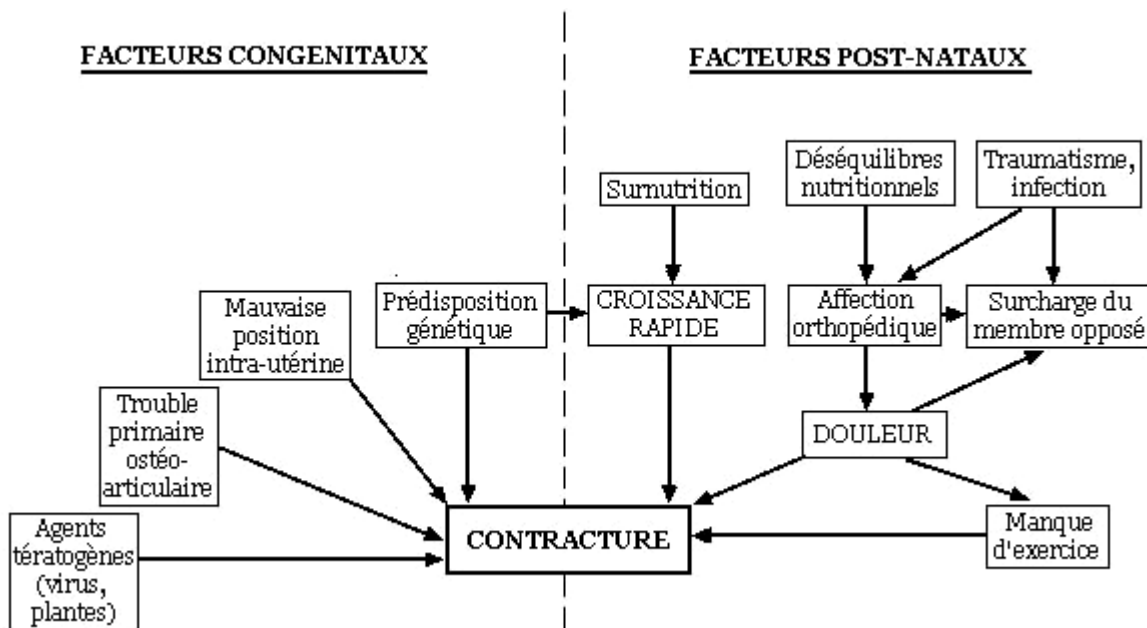 FACTEURS CONGENITAUX
FACTEURS POST-NATAUX
Déséquilibres
nutritionnels
Traumatisme,
infection
Surnutrition
Mauvaise
position
intra-utérine
Prédisposition
génétique
CROISSANCE
RAPIDE
Affection
orthopédique
Surcharge du
membre opposé
Trouble
primaire
ostéo-
articulaire
DOULEUR
Agents
tératogènes
(virus,
plantes)
CONTRACTURE
Manque
d'exercice